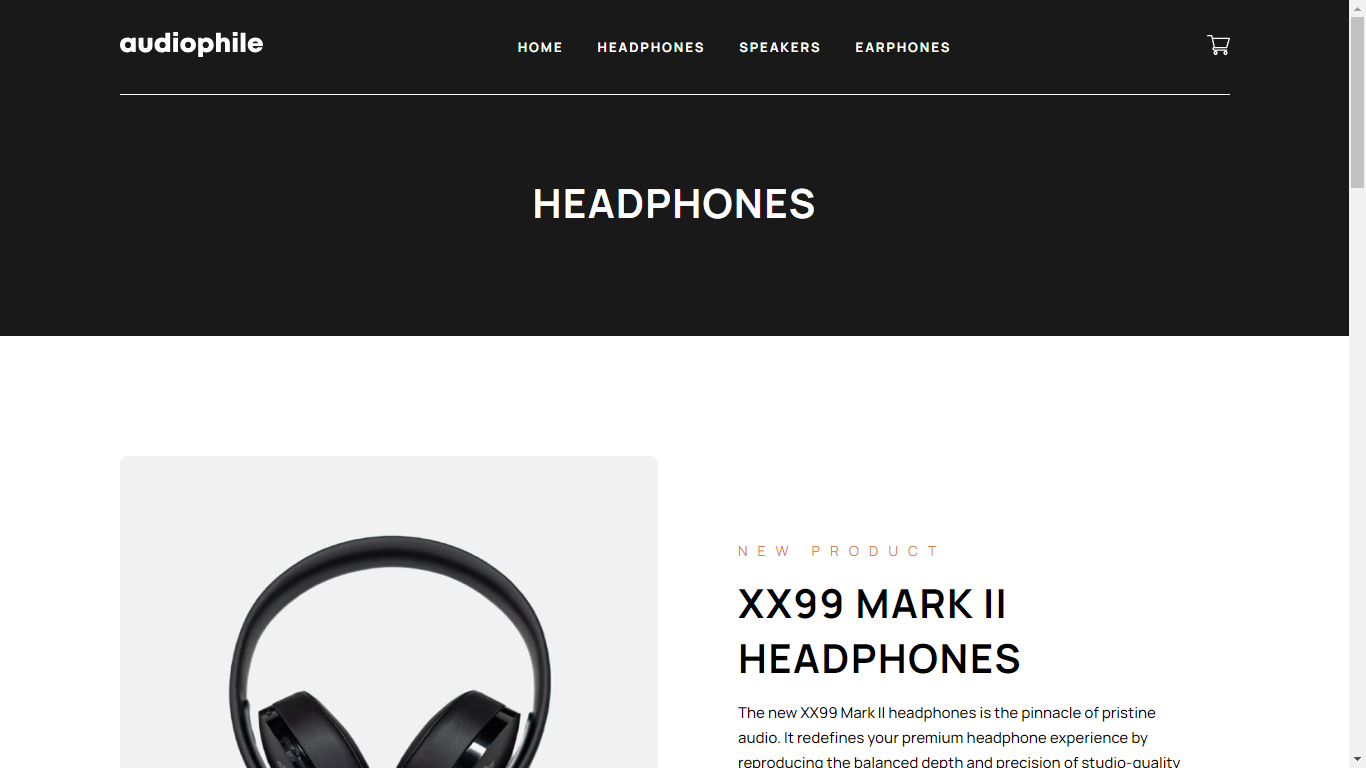 audiophile
HOME HEADPHONES SPEAKERS EARPHONES
HEADPHONES
NEW PRODUCT
XX99 MARK II
HEADPHONES
The new XX99 Mark II headphones is the pinnacle of pristine
audio. It redefines your premium headphone experience by
reproducing the balanced depth and precision of studio-quality